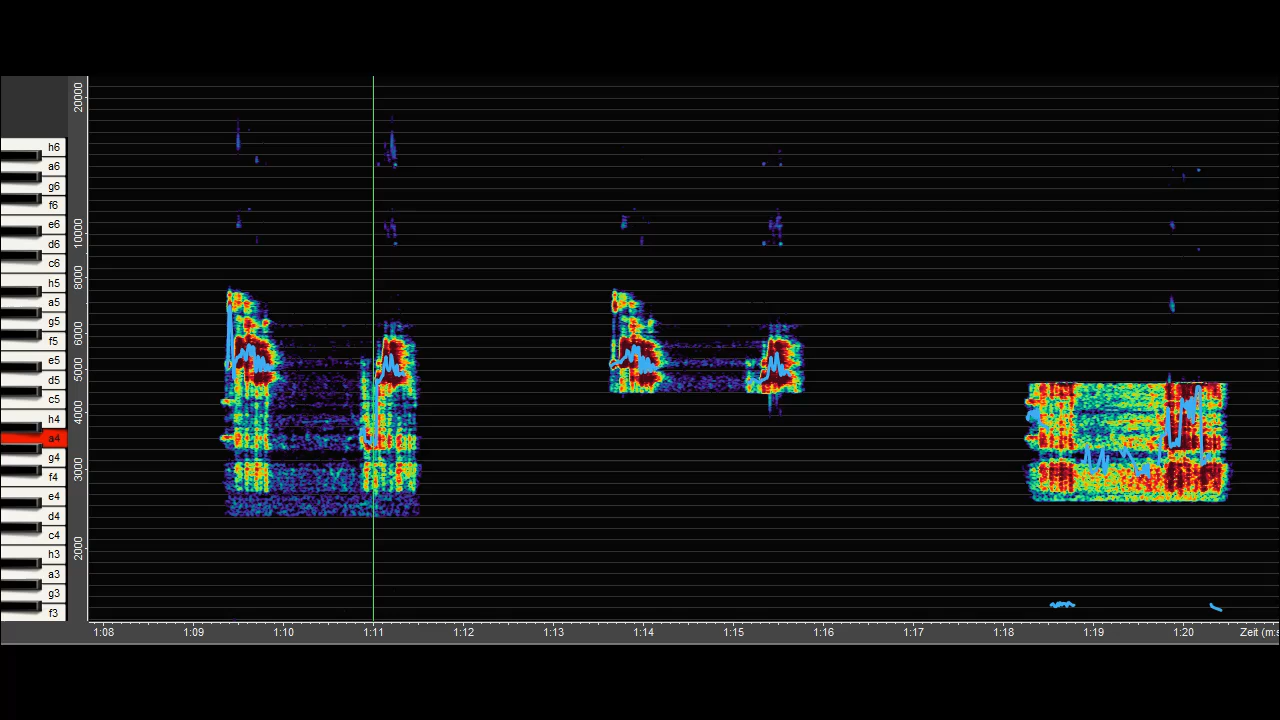 20000
10000
8000
6000
5000
4000
3000
2000
h6
a6
g6
f6
e6
d6
c6
h5
a5
g5
f5
e5
d5
c5
h4
a4
g4
f4
e4
d4
c4
h3
a3
g3
f3
1:08 1:09 1:10 1:11 1:12 1:13 1:14 1:15 1:16 1:17 1:18 1:19 1:20 Zeit (m:s